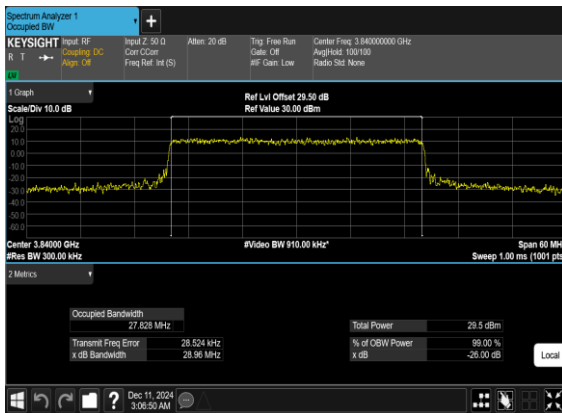 Spectrum Analyzer 1
Occupied BW
KEYSIGHT Input: RF Input Z: 50 Ω Atten: 20 dB Trig: Free Run Center Freq: 3.840000000 GHz
R T Coupling: DC Corr CCorr Gate: Off Avg|Hold: 100/100
Align: Off Freq Ref: Int (S) #IF Gain: Low Radio Std: None
1 Graph
Ref Lvl Offset 29.50 dB
Scale/Div 10.0 dB Ref Value 30.00 dBm
Log
20.0
10.0
0.00
-10.0
-20.0
-30.0
-40.0
-50.0
-60.0
Center 3.84000 GHz #Video BW 910.00 kHz* Span 60 MH
#Res BW 300.00 kHz Sweep 1.00 ms (1001 pts
2 Metrics
Occupied Bandwidth
27.828 MHz Total Power 29.5 dBm
Transmit Freq Error 28.524 kHz % of OBW Power 99.00 %
x dB Bandwidth 28.96 MHz x dB -26.00 dB
Local
? Dec 11, 2024
3:06:50 AM